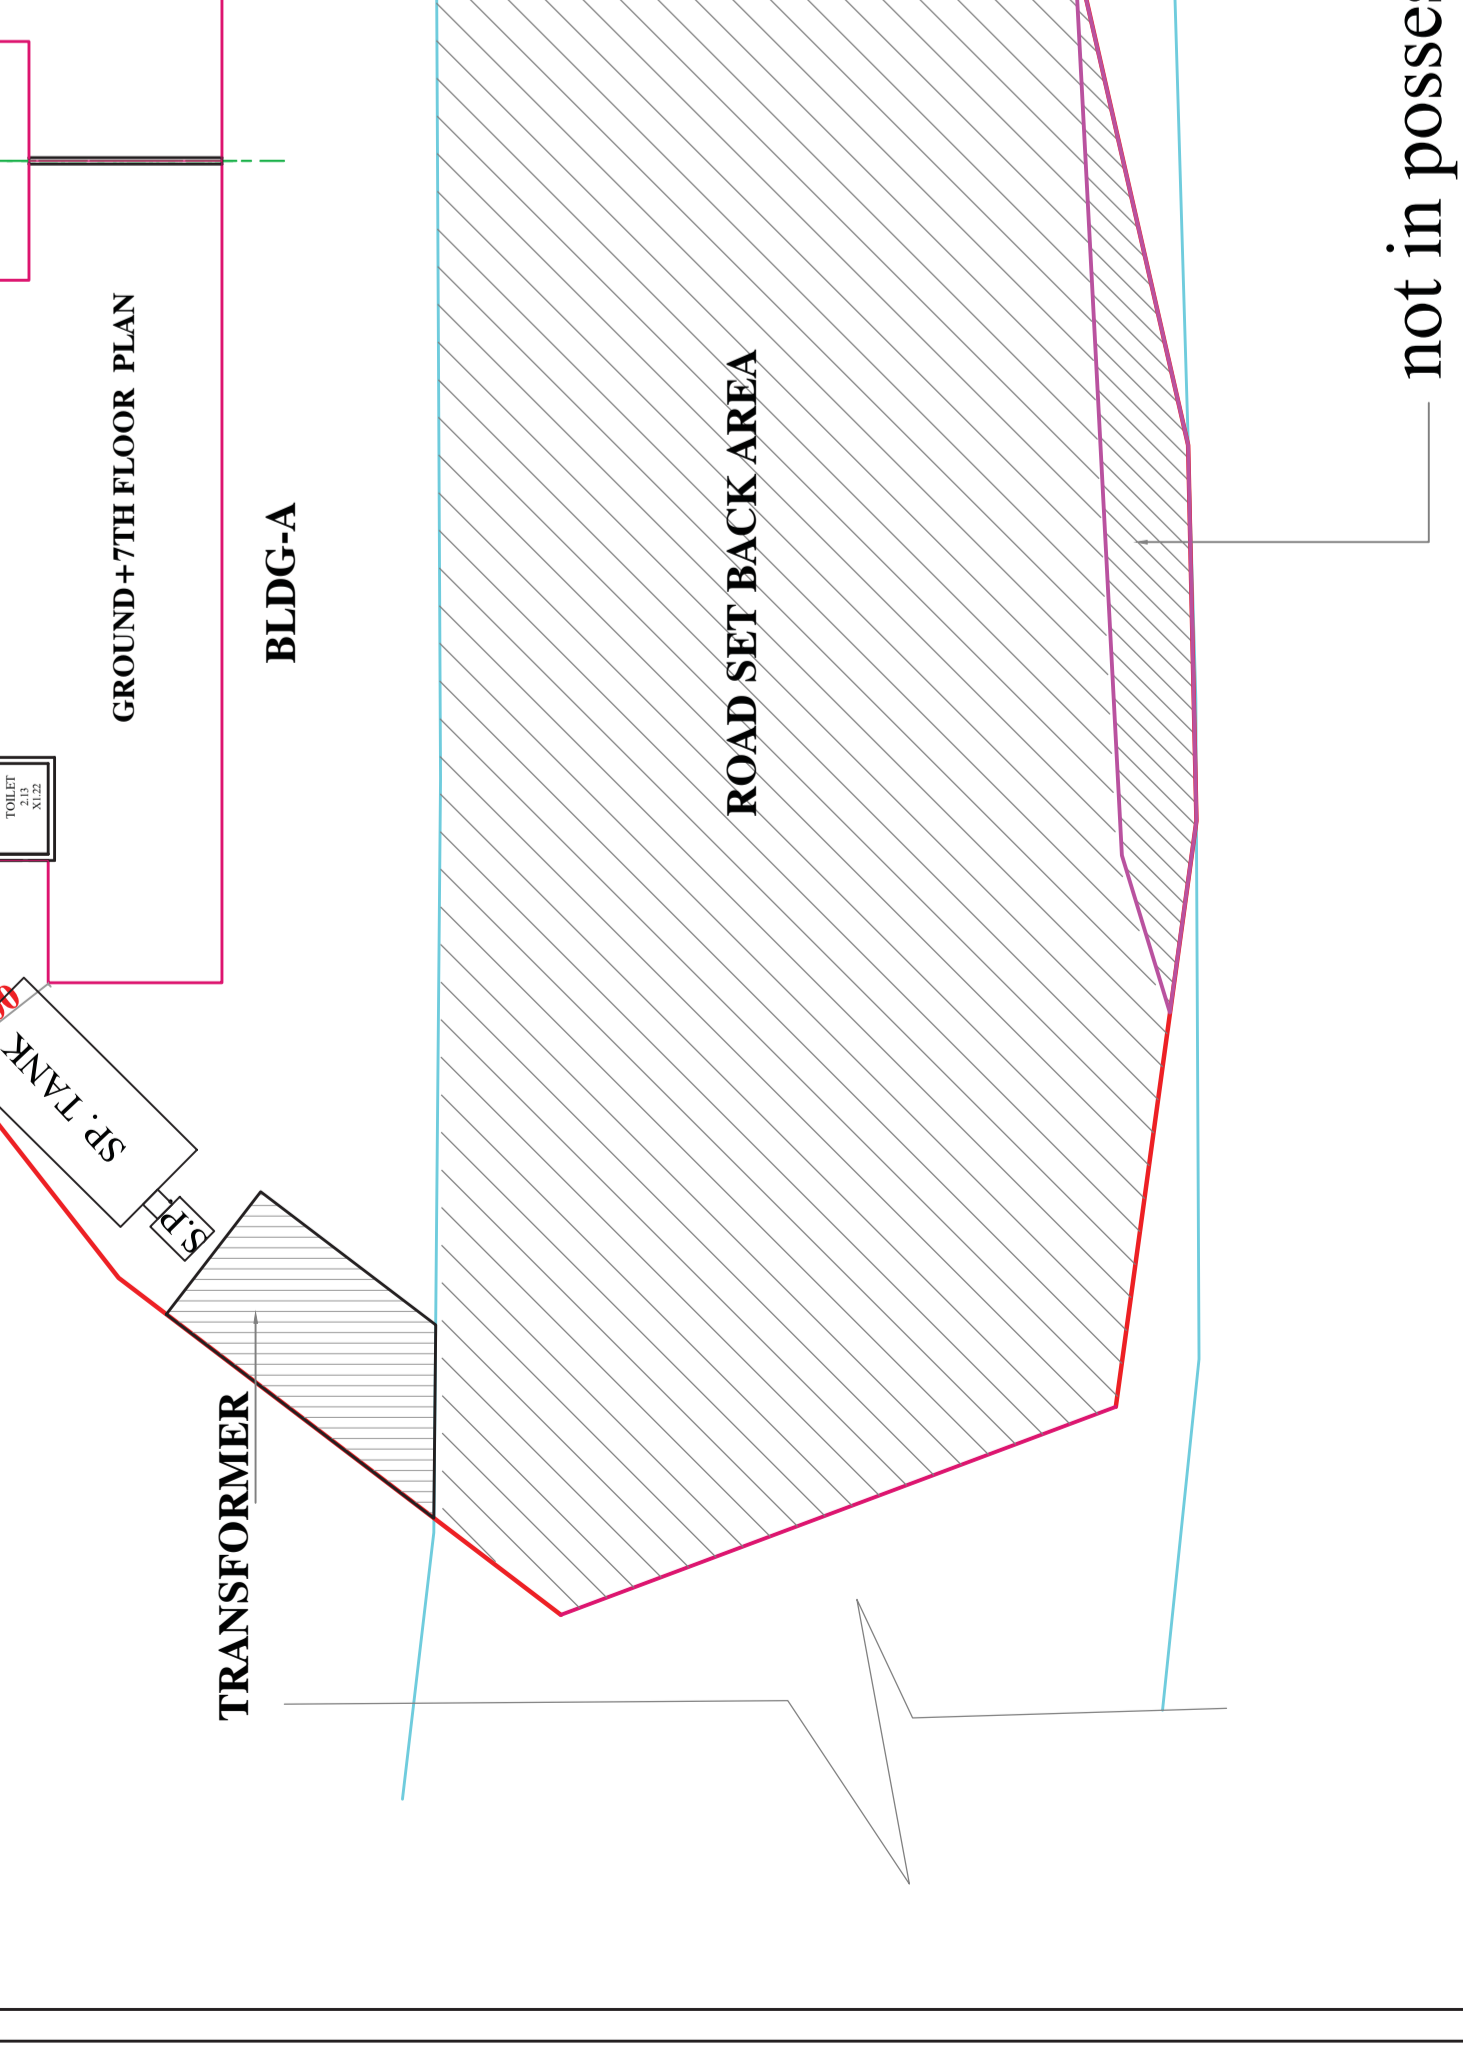 GROUND+7TH FLOOR PLAN
BLDG-A
ROAD SET BACK AREA
not in
TOILET
2.13
X1.22
SP. TANK
S.P.
TRANSFORMER